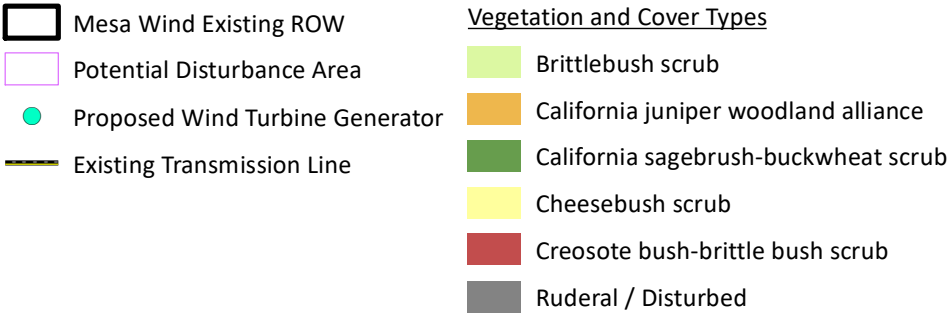 Mesa Wind Existing ROW
Potential Disturbance Area
Proposed Wind Turbine Generator
Existing Transmission Line
Vegetation and Cover Types
Brittlebush scrub
California juniper woodland alliance
California sagebrush-buckwheat scrub
Cheesebush scrub
Creosote bush-brittle bush scrub
Ruderal / Disturbed